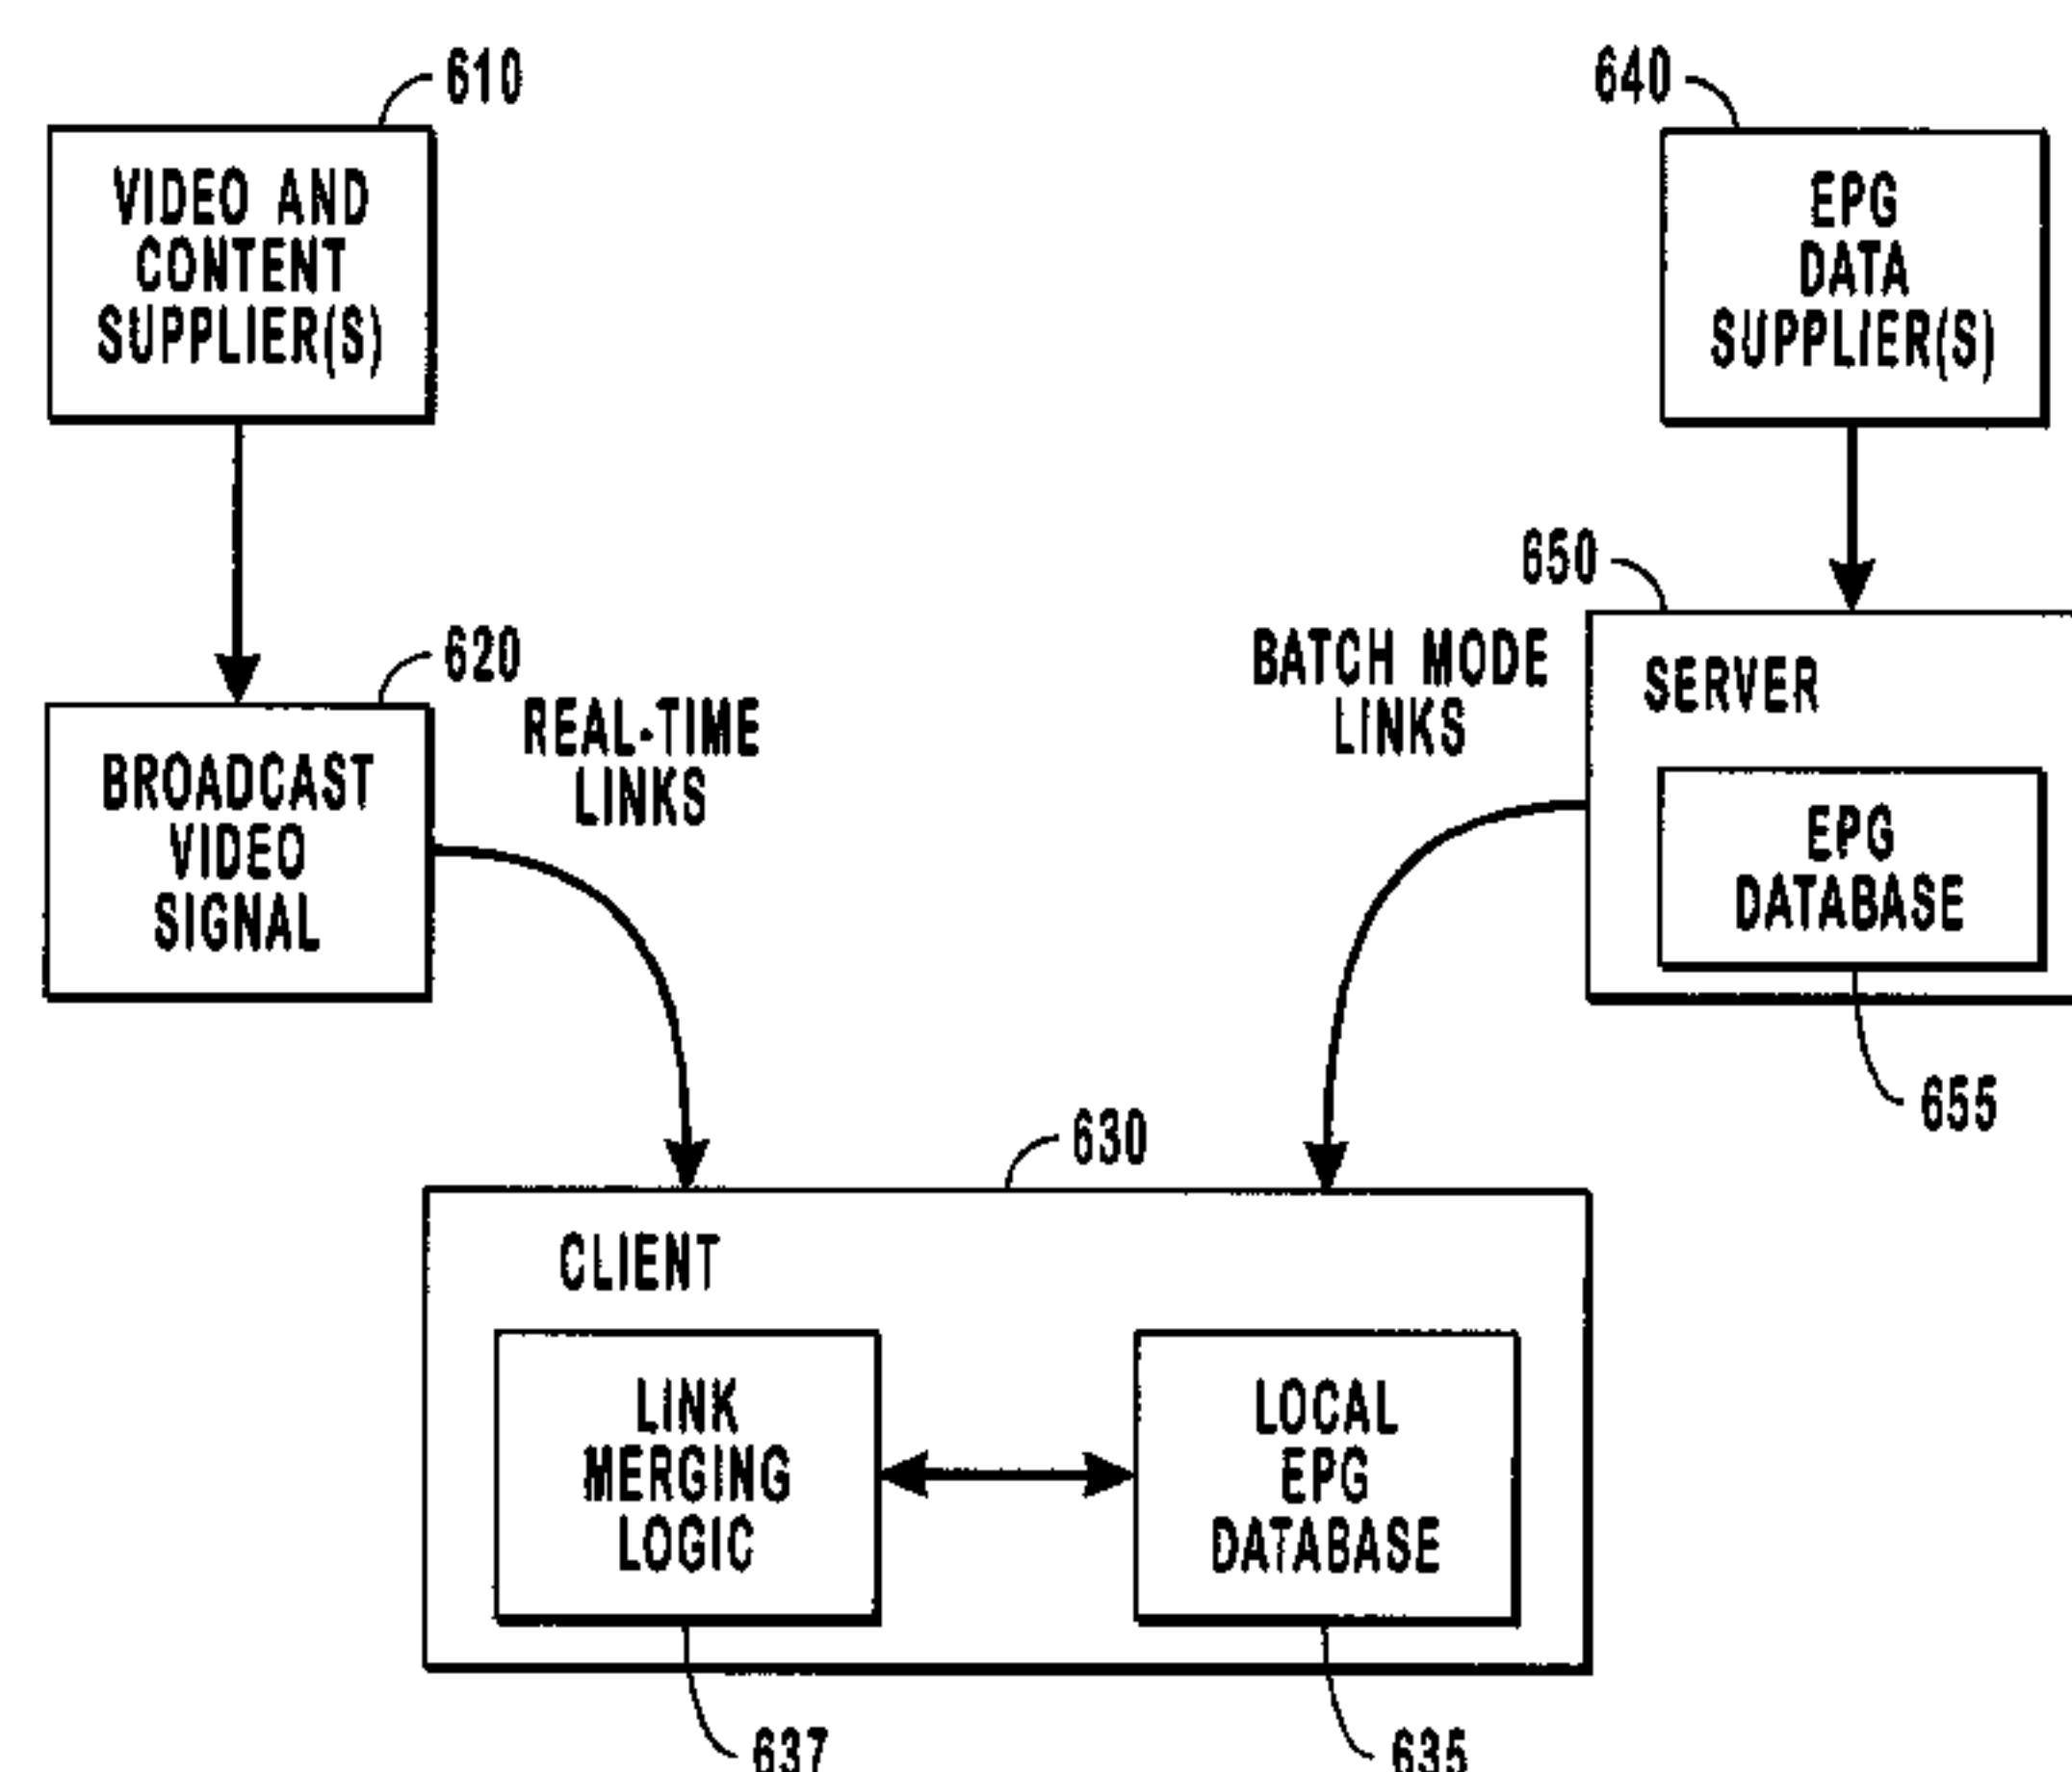 610
VIDEO AND
CONTENT
SUPPLIER(S)
640
EPG
DATA
SUPPLIER(S)
620
BROADCAST
VIDEO
SIGNAL
REAL-TIME
LINKS
BATCH MODE
LINKS
650
SERVER
EPG
DATABASE
655
630
CLIENT
LINK
MERGING
LOGIC
LOCAL
EPG
DATABASE
637
635